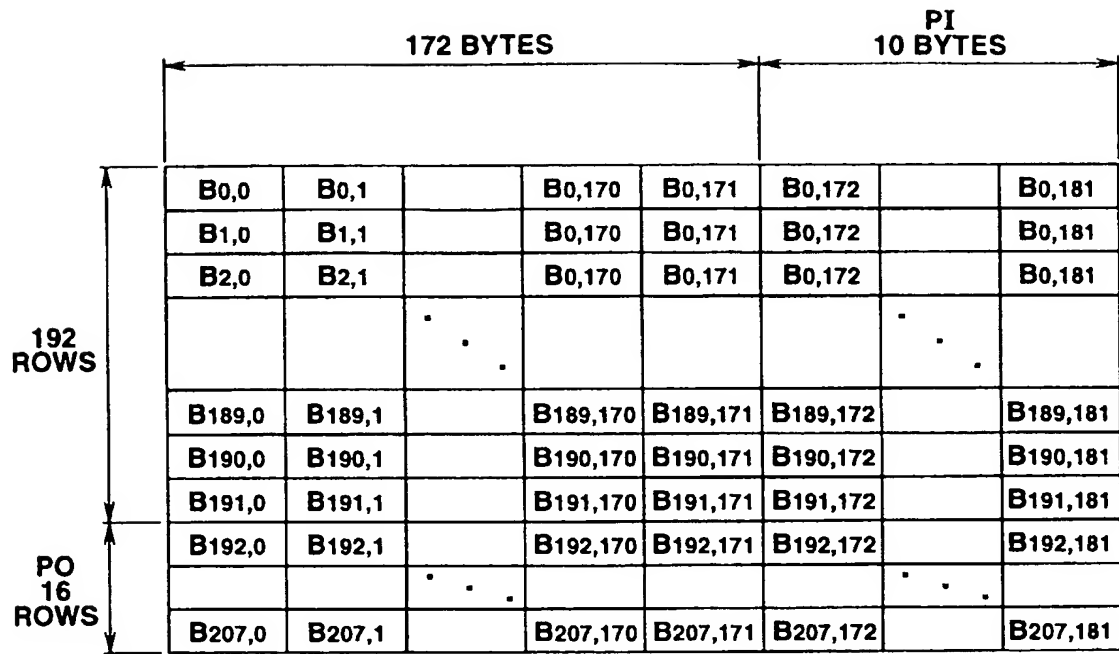 PI
172 BYTES 10 BYTES
B0,0 B0,1 B0,170 B0,171 B0,172 B0,181
B1,0 B1,1 B0,170 B0,171 B0,172 B0,181
B2,0 B2,1 B0,170 B0,171 B0,172 B0,181
192
ROWS
B189,0 B189,1 B189,170 B189,171 B189,172 B189,181
B190,0 B190,1 B190,170 B190,171 B190,172 B190,181
B191,0 B191,1 B191,170 B191,171 B191,172 B191,181
B192,0 B192,1 B192,170 B192,171 B192,172 B192,181
PO
16
ROWS
B207,0 B207,1 B207,170 B207,171 B207,172 B207,181